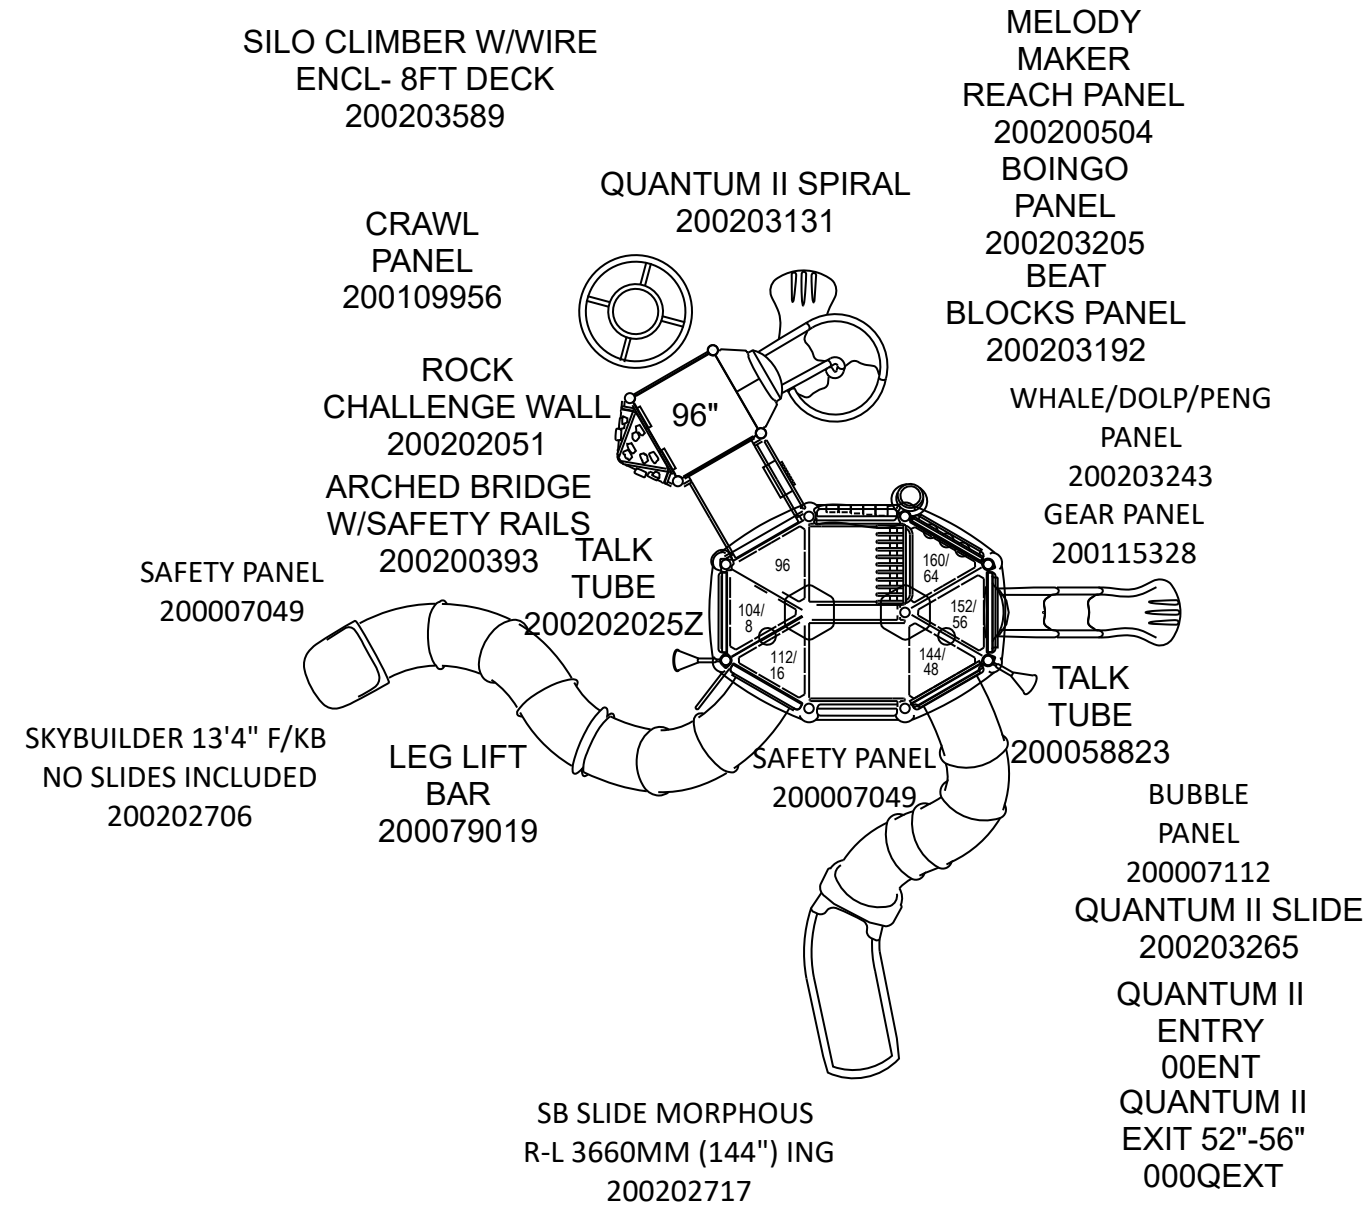 SILO CLIMBER W/WIRE
ENCL- 8FT DECK
200203589
MELODY
MAKER
REACH PANEL
200200504
BOINGO
PANEL
200203205
BEAT
BLOCKS PANEL
200203192
QUANTUM II SPIRAL
200203131
CRAWL
PANEL
200109956
ROCK
CHALLENGE WALL
200202051
96"
WHALE/DOLP/PENG
PANEL
200203243
GEAR PANEL
200115328
ARCHED BRIDGE
W/SAFETY RAILS
200200393
TALK
TUBE
200202025Z
SAFETY PANEL
200007049
96
160/
64
104/
8
152/
56
112/
16
144/
48
TALK
TUBE
200058823
SKYBUILDER 13'4" F/KB
NO SLIDES INCLUDED
200202706
LEG LIFT
BAR
200079019
SAFETY PANEL
200007049
BUBBLE
PANEL
200007112
QUANTUM II SLIDE
200203265
QUANTUM II
ENTRY
00ENT
QUANTUM II
EXIT 52"-56"
000QEXT
SB SLIDE MORPHOUS
R-L 3660MM (144") ING
200202717